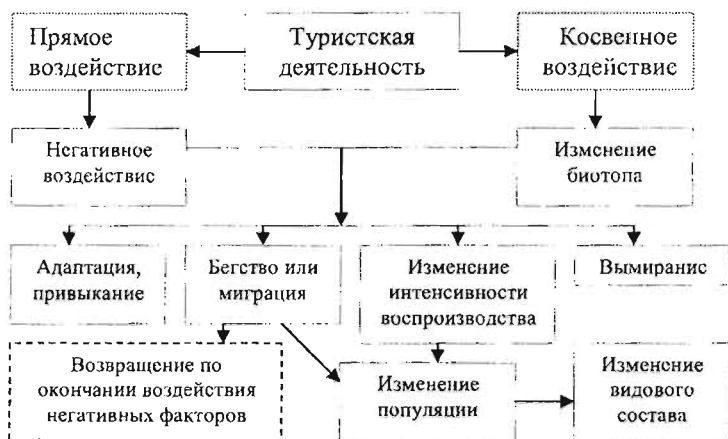 Прямое
воздействие
Туристская
деятельность
Косвенное
воздействие
Негативное
воздействие
Изменение
биотопа
Адаптация,
привыкание
Бегство или
миграция
Изменение
интенсивности
воспроизводства
Вымирание
Возвращение по
окончании воздействия
негативных факторов
Изменение
популяции
Изменение
видового
состава